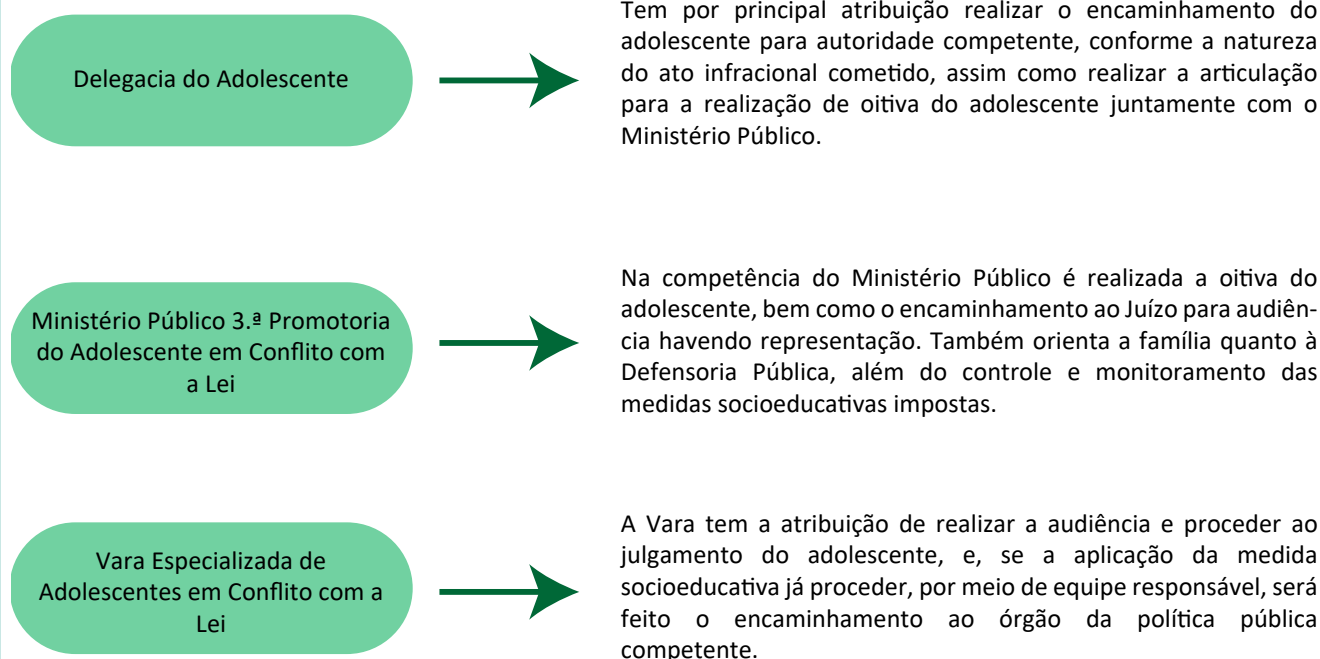 Delegacia do Adolescente
Tem por principal atribuição realizar o encaminhamento do
adolescente para autoridade competente, conforme a natureza
do ato infracional cometido, assim como realizar a articulação
para a realização de oitiva do adolescente juntamente com o
Ministério Público.
Ministério Público 3.ª Promotoria
do Adolescente em Conflito com
a Lei
Na competência do Ministério Público é realizada a oitiva do
adolescente, bem como o encaminhamento ao Juízo para audiên-
cia havendo representação. Também orienta a família quanto à
Defensoria Pública, além do controle e monitoramento das
medidas socioeducativas impostas.
Vara Especializada de
Adolescentes em Conflito com a
Lei
A Vara tem a atribuição de realizar a audiência e proceder ao
julgamento do adolescente, e, se a aplicação da medida
socioeducativa já proceder, por meio de equipe responsável, será
feito o encaminhamento ao órgão da política pública
competente.